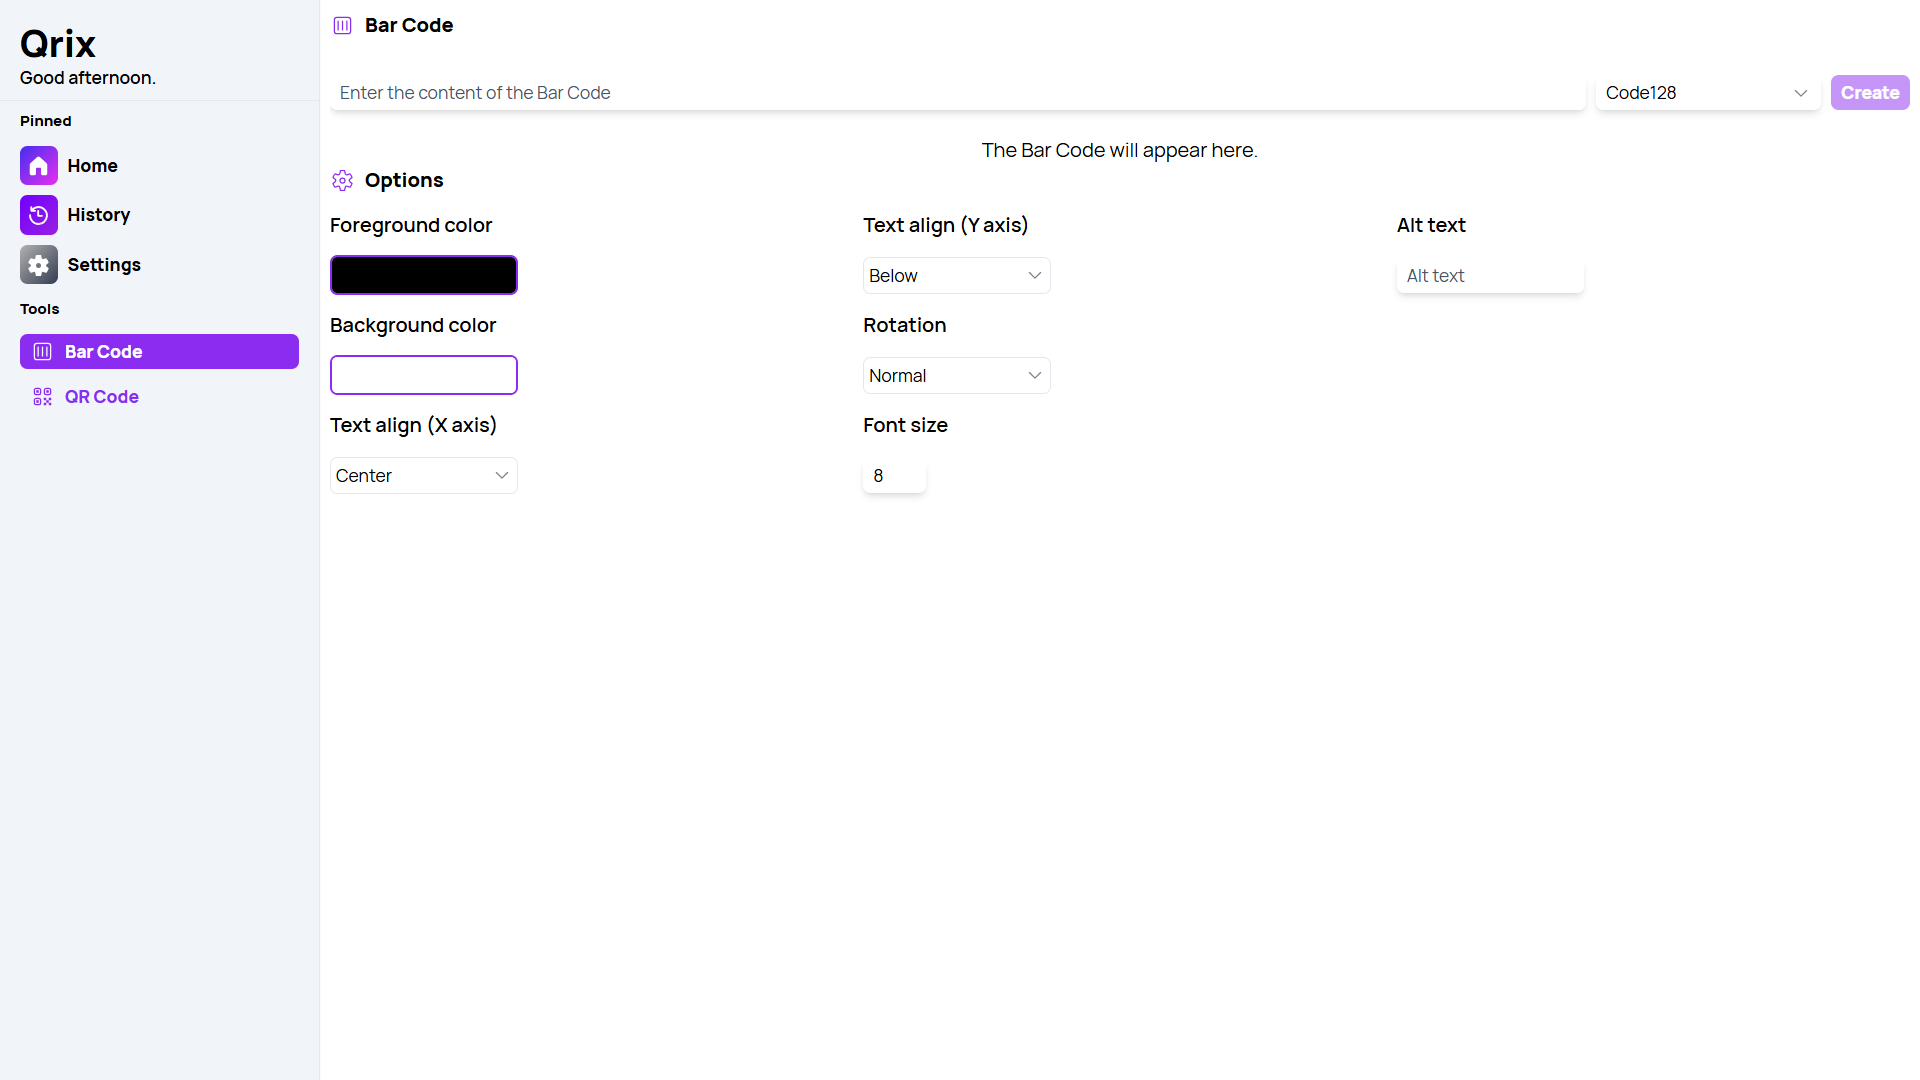 Qrix
Good afternoon.
Pinned
Home
History
Settings
Tools
Bar Code
QR Code
Bar Code
Enter the content of the Bar Code
Code128
Create
The Bar Code will appear here.
Options
Foreground color
Background color
Text align (X axis)
Center
Text align (Y axis)
Below
Rotation
Normal
Font size
8
Alt text
Alt text